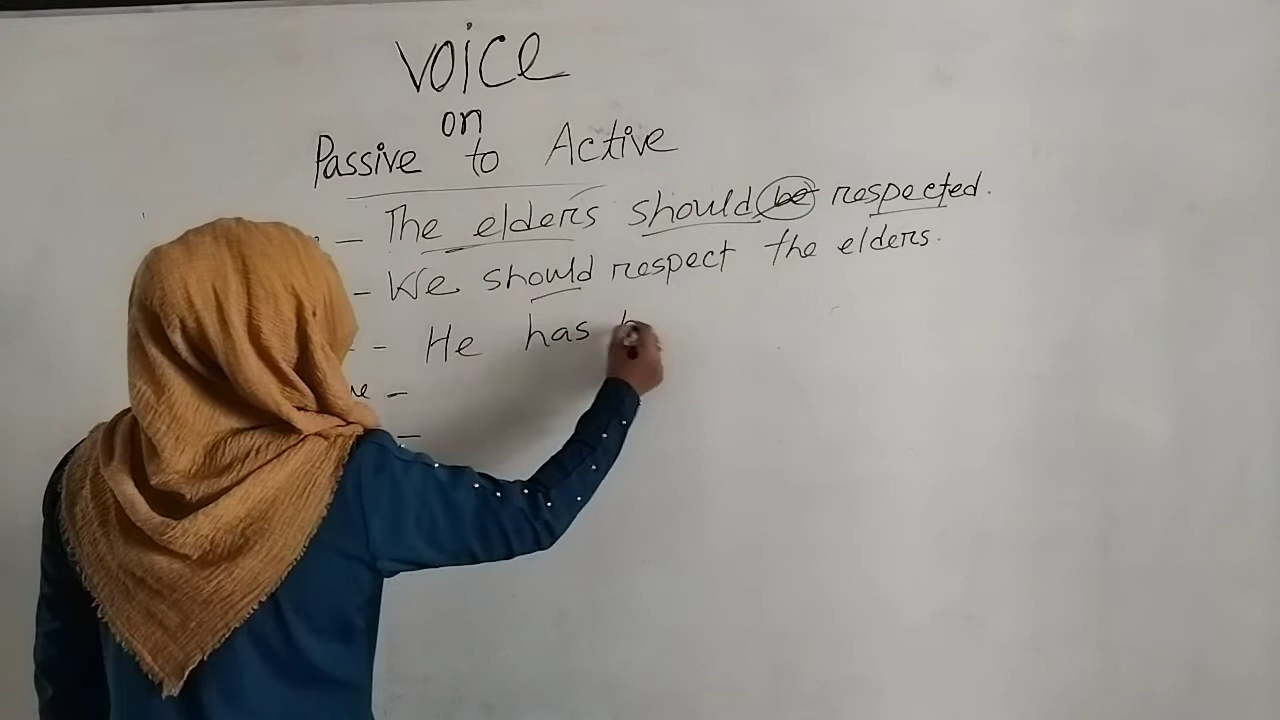 Voice
on
Passive to Active
- The elders should be respected.
- We should respect the elders.
- He has
-
-